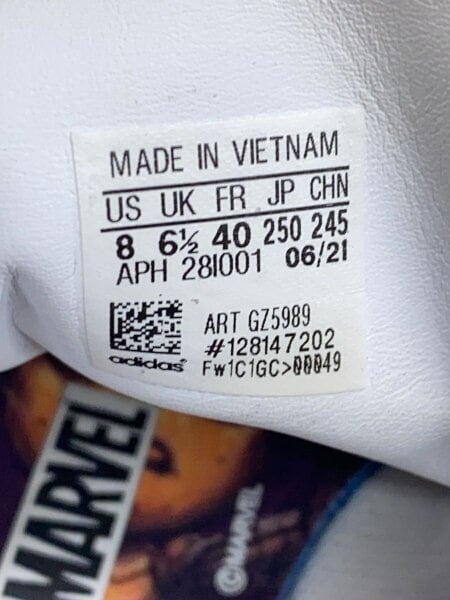 MADE IN VIETNAM
US UK FR JP CHN
8 6½ 40 250 245
APH 28I001 06/21
ART GZ5989
#128147202
adidas FW1C1GC>00049
MARVEL
©MARVEL